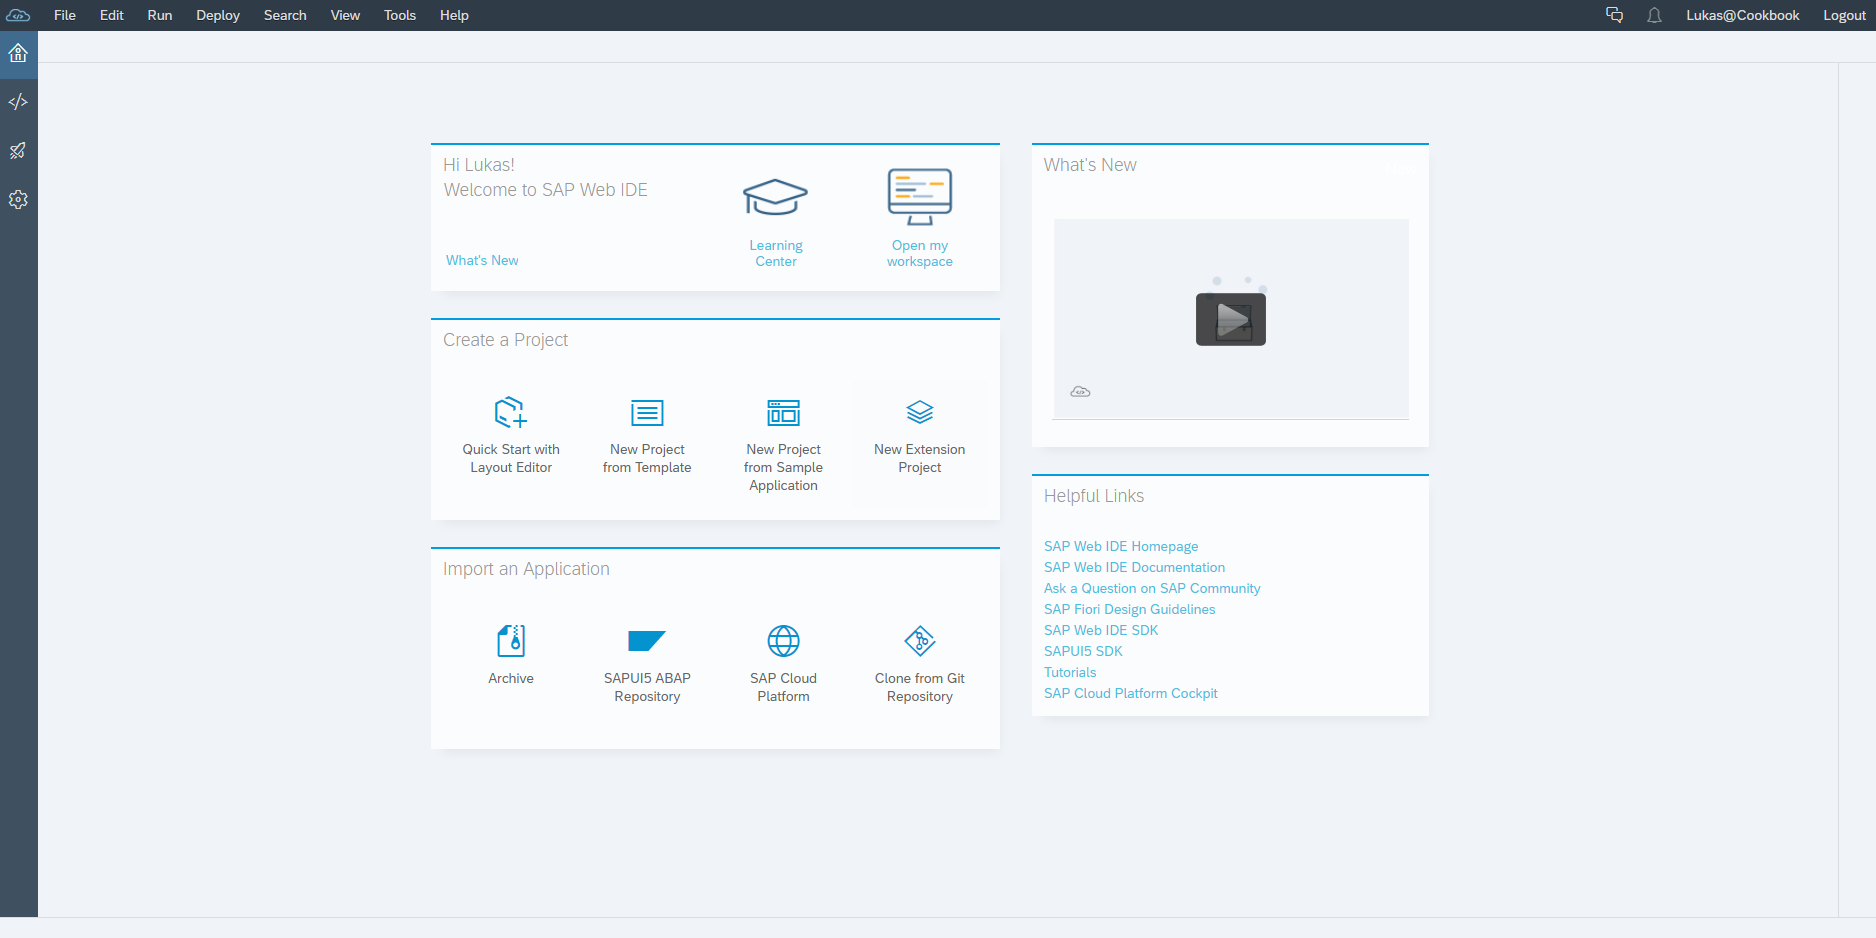 File Edit Run Deploy Search View Tools Help
Lukas@Cookbook Logout
Hi Lukas!
Welcome to SAP Web IDE
What's New
Learning
Center
Open my
workspace
Create a Project
Quick Start with
Layout Editor
New Project
from Template
New Project
from Sample
Application
New Extension
Project
Import an Application
Archive
SAPUI5 ABAP
Repository
SAP Cloud
Platform
Clone from Git
Repository
What's New
Helpful Links
SAP Web IDE Homepage
SAP Web IDE Documentation
Ask a Question on SAP Community
SAP Fiori Design Guidelines
SAP Web IDE SDK
SAPUI5 SDK
Tutorials
SAP Cloud Platform Cockpit